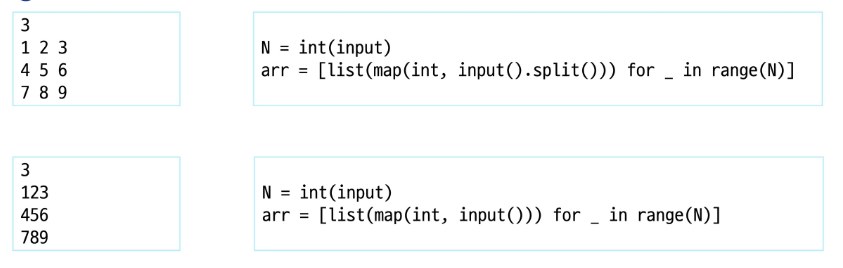 3
1 2 3
4 5 6
7 8 9
N = int(input)
arr = [list(map(int, input().split())) for _ in range(N)]
3
123
456
789
N = int(input)
arr = [list(map(int, input())) for _ in range(N)]